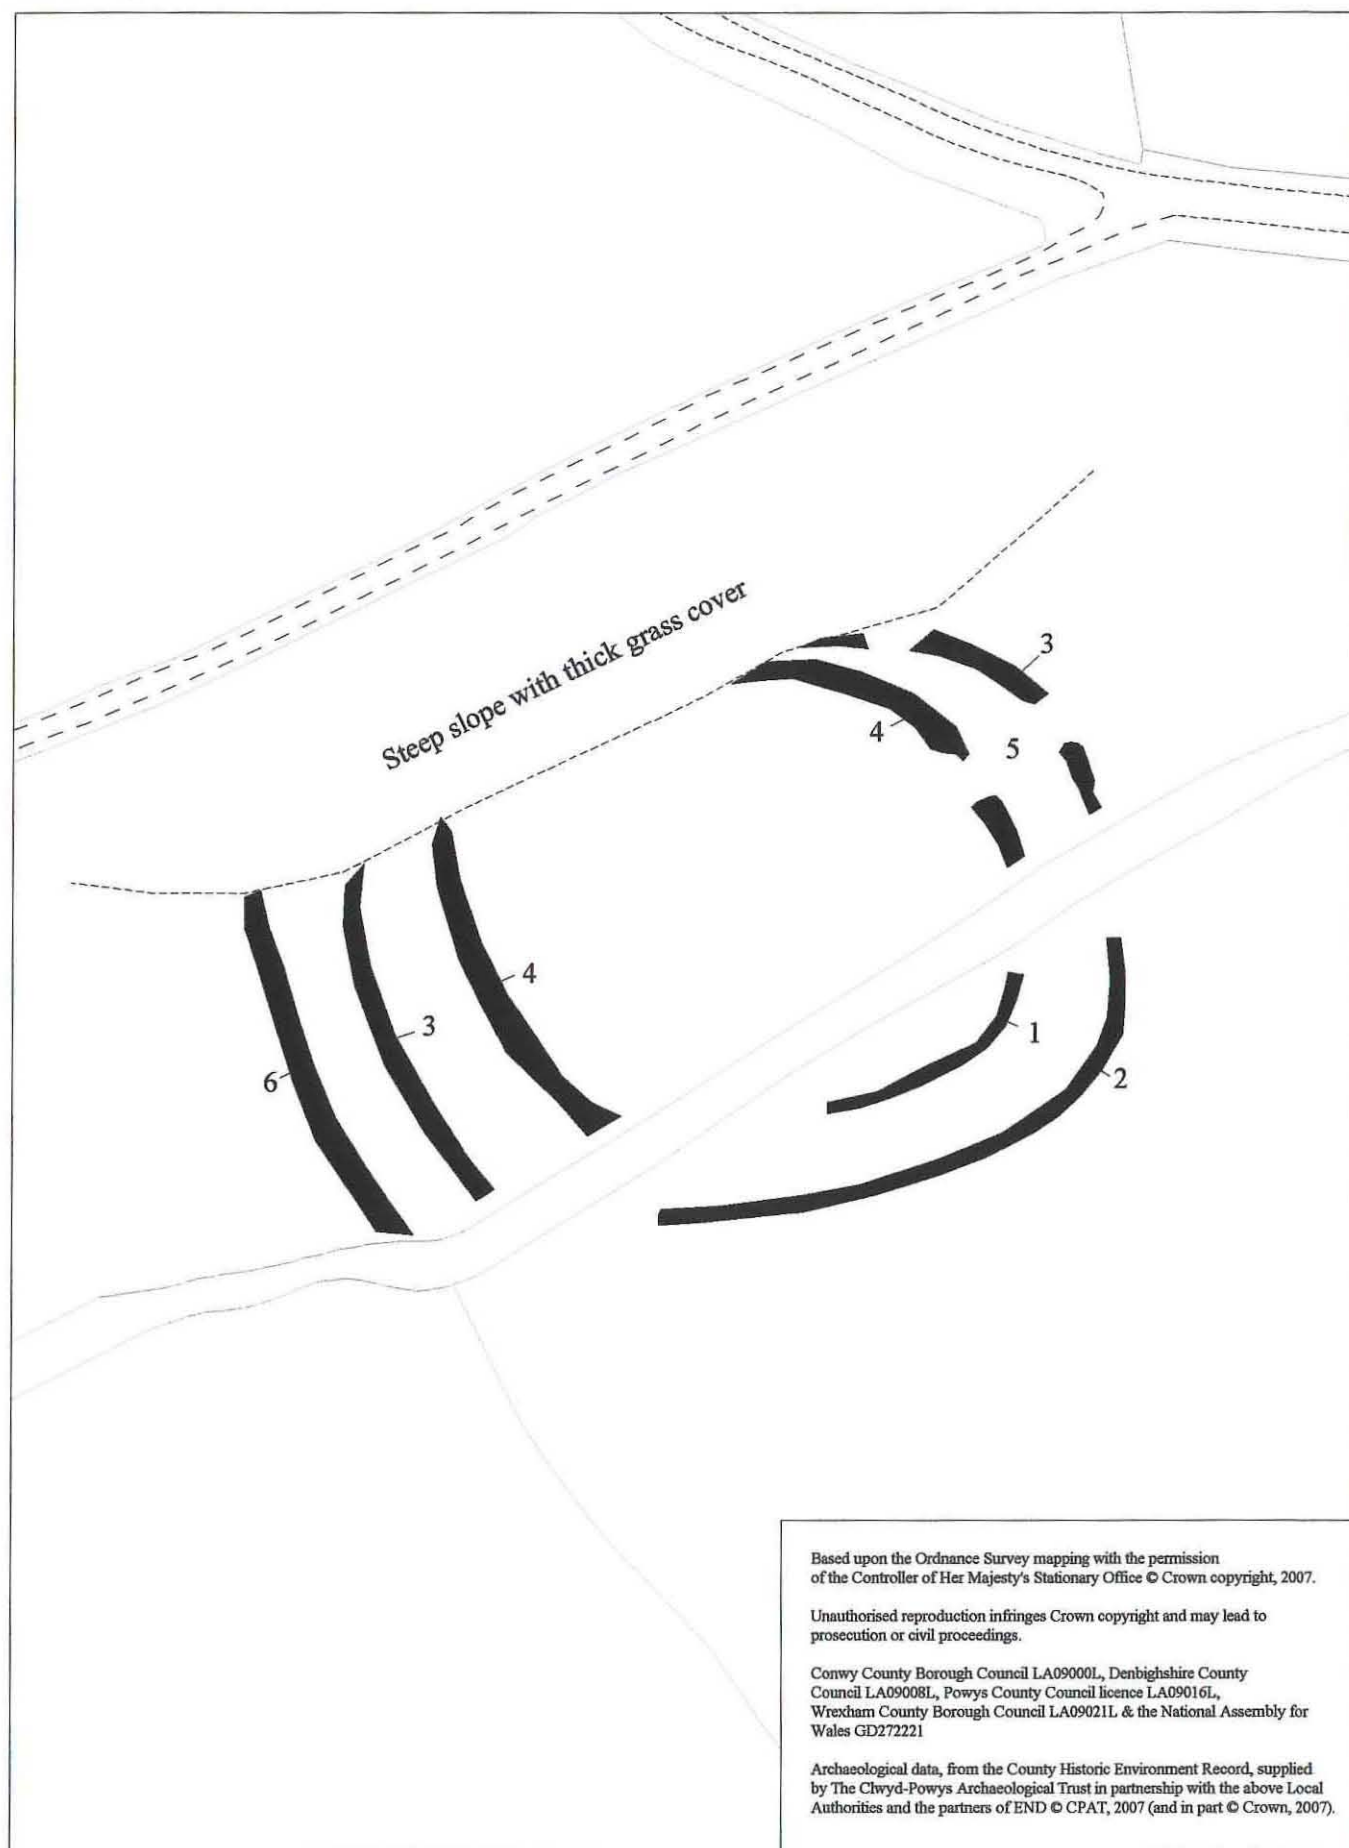 Steep slope with thick grass cover
3
4
5
4
3
6
1
2
Based upon the Ordnance Survey mapping with the permission
of the Controller of Her Majesty's Stationary Office © Crown copyright, 2007.
Unauthorised reproduction infringes Crown copyright and may lead to
prosecution or civil proceedings.
Conwy County Borough Council LA09000L, Denbighshire County
Council LA09008L, Powys County Council licence LA09016L,
Wrexham County Borough Council LA09021L & the National Assembly for
Wales GD272221
Archaeological data, from the County Historic Environment Record, supplied
by The Clwyd-Powys Archaeological Trust in partnership with the above Local
Authorities and the partners of END © CPAT, 2007 (and in part © Crown, 2007).